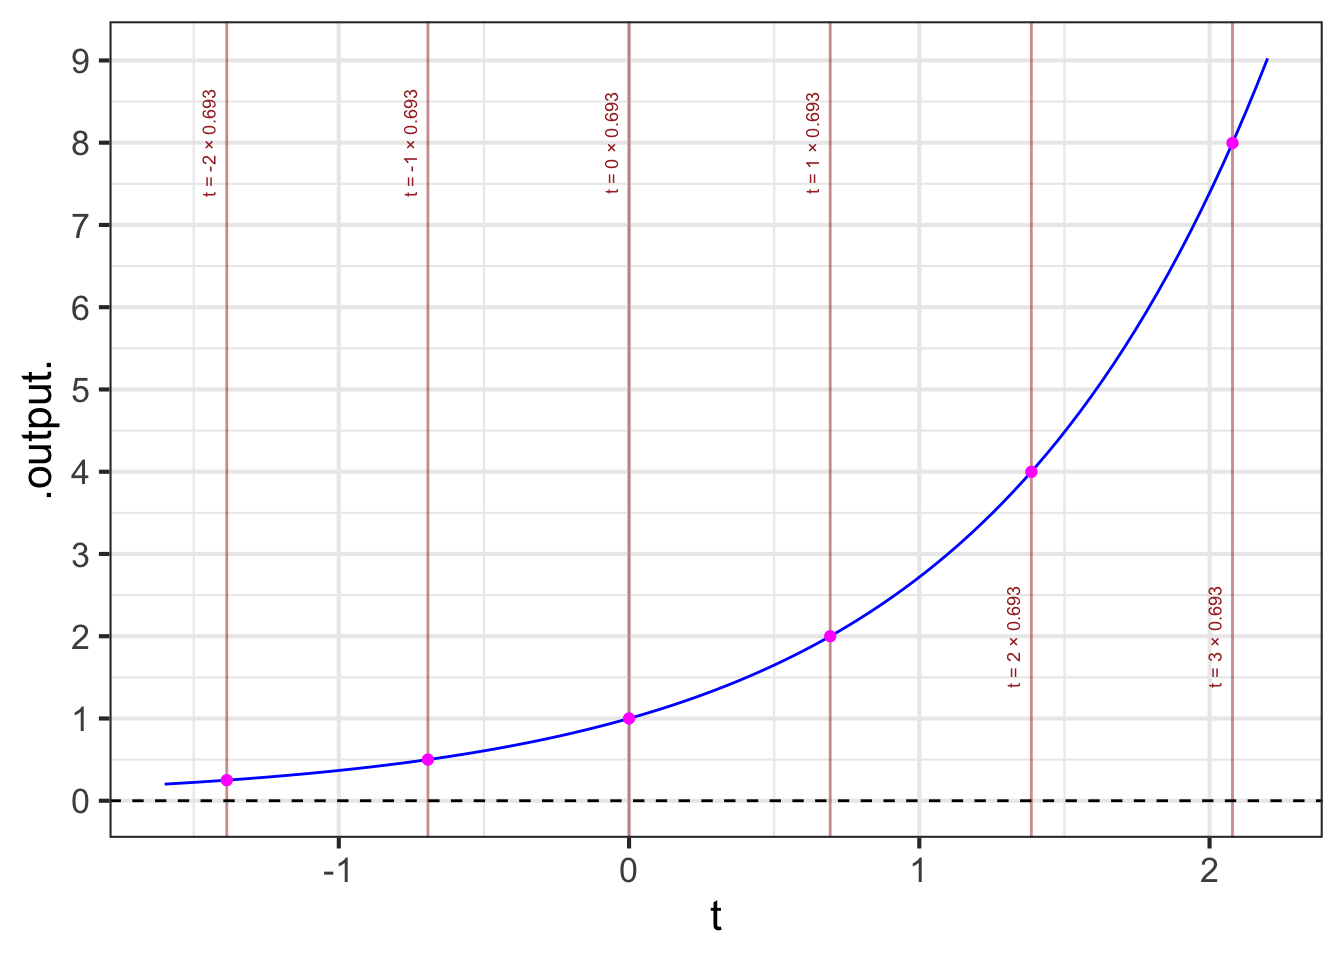 9
8
7
6
5
4
3
2
1
0
.output.
t = -2 × 0.693
t = -1 × 0.693
t = 0 × 0.693
t = 1 × 0.693
t = 2 × 0.693
t = 3 × 0.693
-1
0
1
2
t